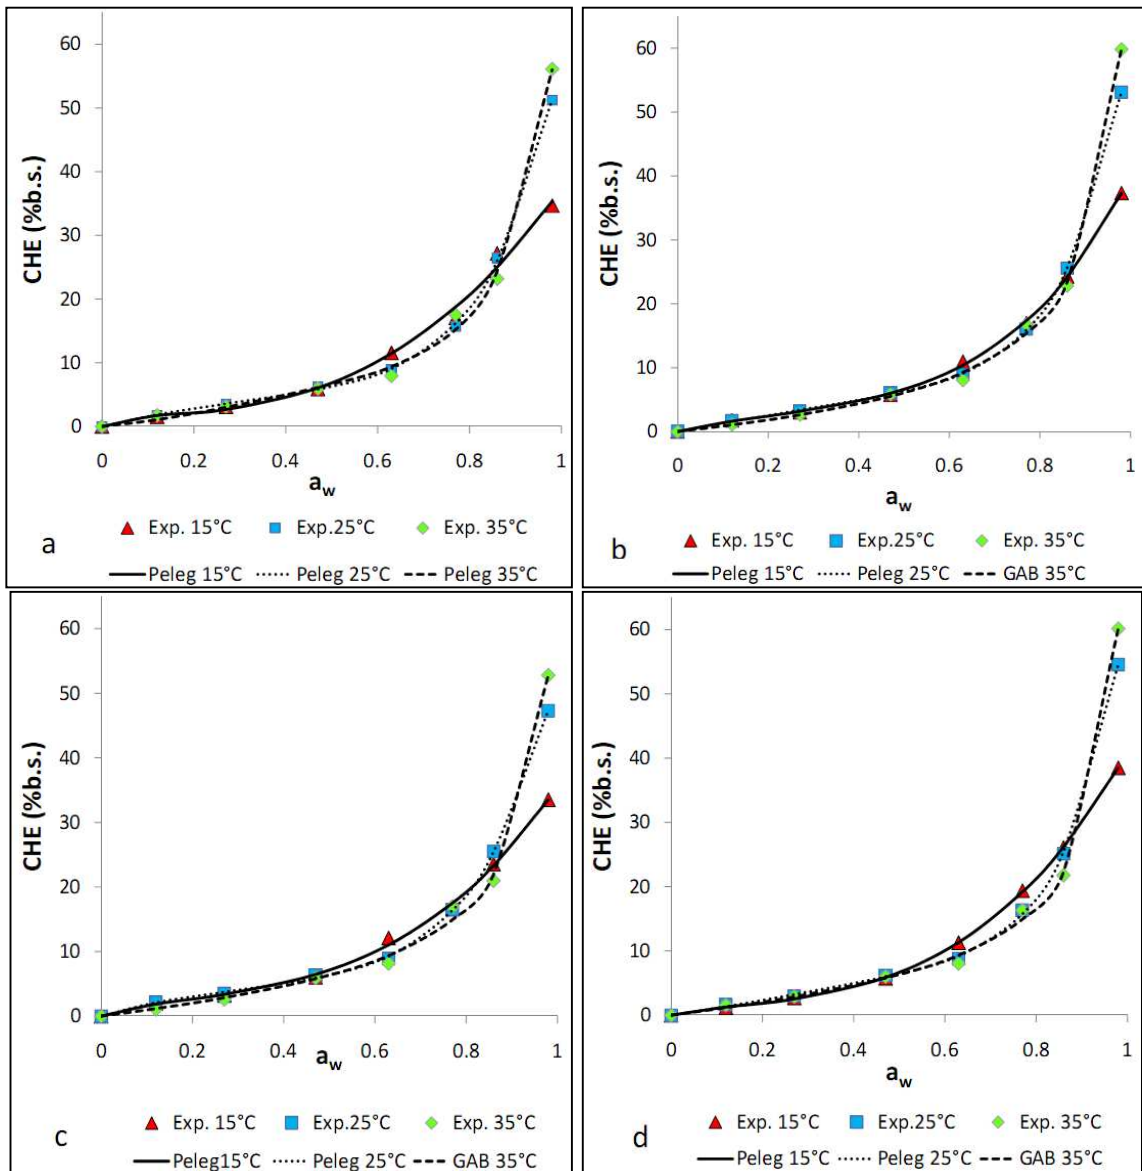 60
50
40
30
20
10
0
CHE (%b.s.)
0 0.2 0.4 0.6 0.8 1
a_w
Exp. 15°C Exp.25°C Exp. 35°C
a
Peleg 15°C Peleg 25°C Peleg 35°C
60
50
40
30
20
10
0
CHE (%b.s.)
0 0.2 0.4 0.6 0.8 1
a_w
Exp. 15°C Exp.25°C Exp. 35°C
b
Peleg 15°C Peleg 25°C GAB 35°C
60
50
40
30
20
10
0
CHE (%b.s.)
0 0.2 0.4 0.6 0.8 1
a_w
Exp. 15°C Exp.25°C Exp. 35°C
c
Peleg15°C Peleg 25°C GAB 35°C
60
50
40
30
20
10
0
CHE (%b.s.)
0 0.2 0.4 0.6 0.8 1
a_w
Exp. 15°C Exp.25°C Exp. 35°C
d
Peleg 15°C Peleg 25°C GAB 35°C